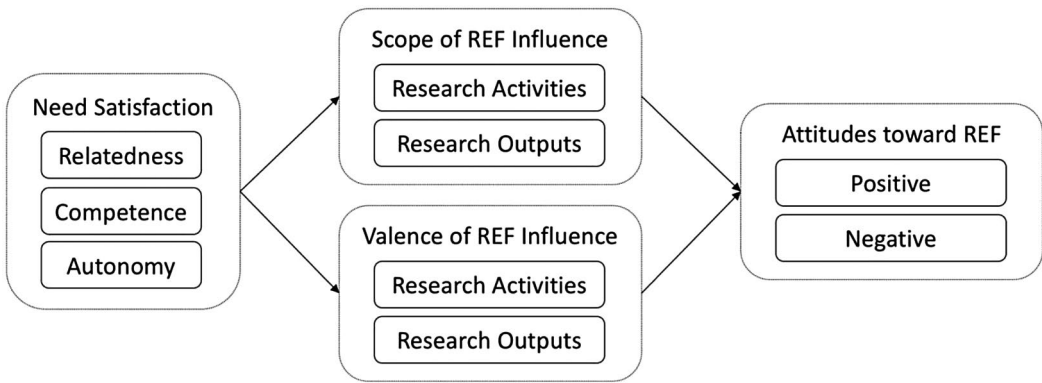 Need Satisfaction
Relatedness
Competence
Autonomy
Scope of REF Influence
Research Activities
Research Outputs
Valence of REF Influence
Research Activities
Research Outputs
Attitudes toward REF
Positive
Negative